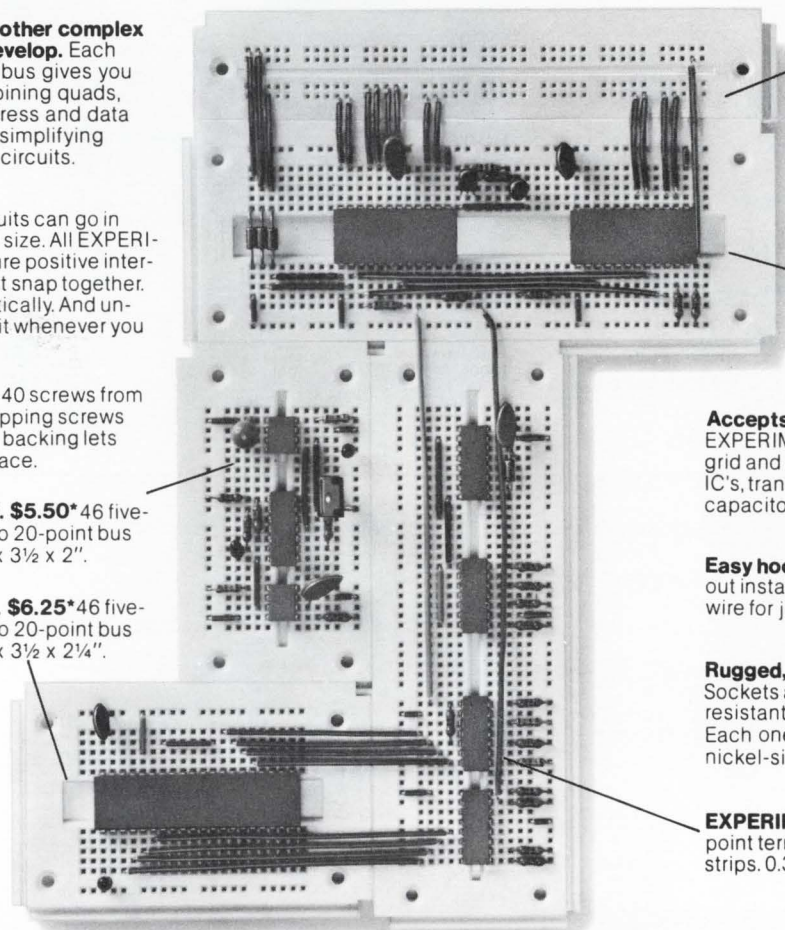 other complex
evelop. Each
bus gives you
bining quads,
ress and data
simplifying
circuits.
uits can go in
size. All EXPERI-
are positive inter-
t snap together.
tically. And un-
it whenever you
40 screws from
pping screws
backing lets
ace.
. $5.50* 46 five-
o 20-point bus
x 3½ x 2".
. $6.25* 46 five-
o 20-point bus
x 3½ x 2¼".
Accepts
EXPERIM
grid and
IC's, tran
capacito
Easy hoo
out insta
wire for j
Rugged,
Sockets a
resistant
Each one
nickel-si
EXPERIM
point tern
strips. 0.3